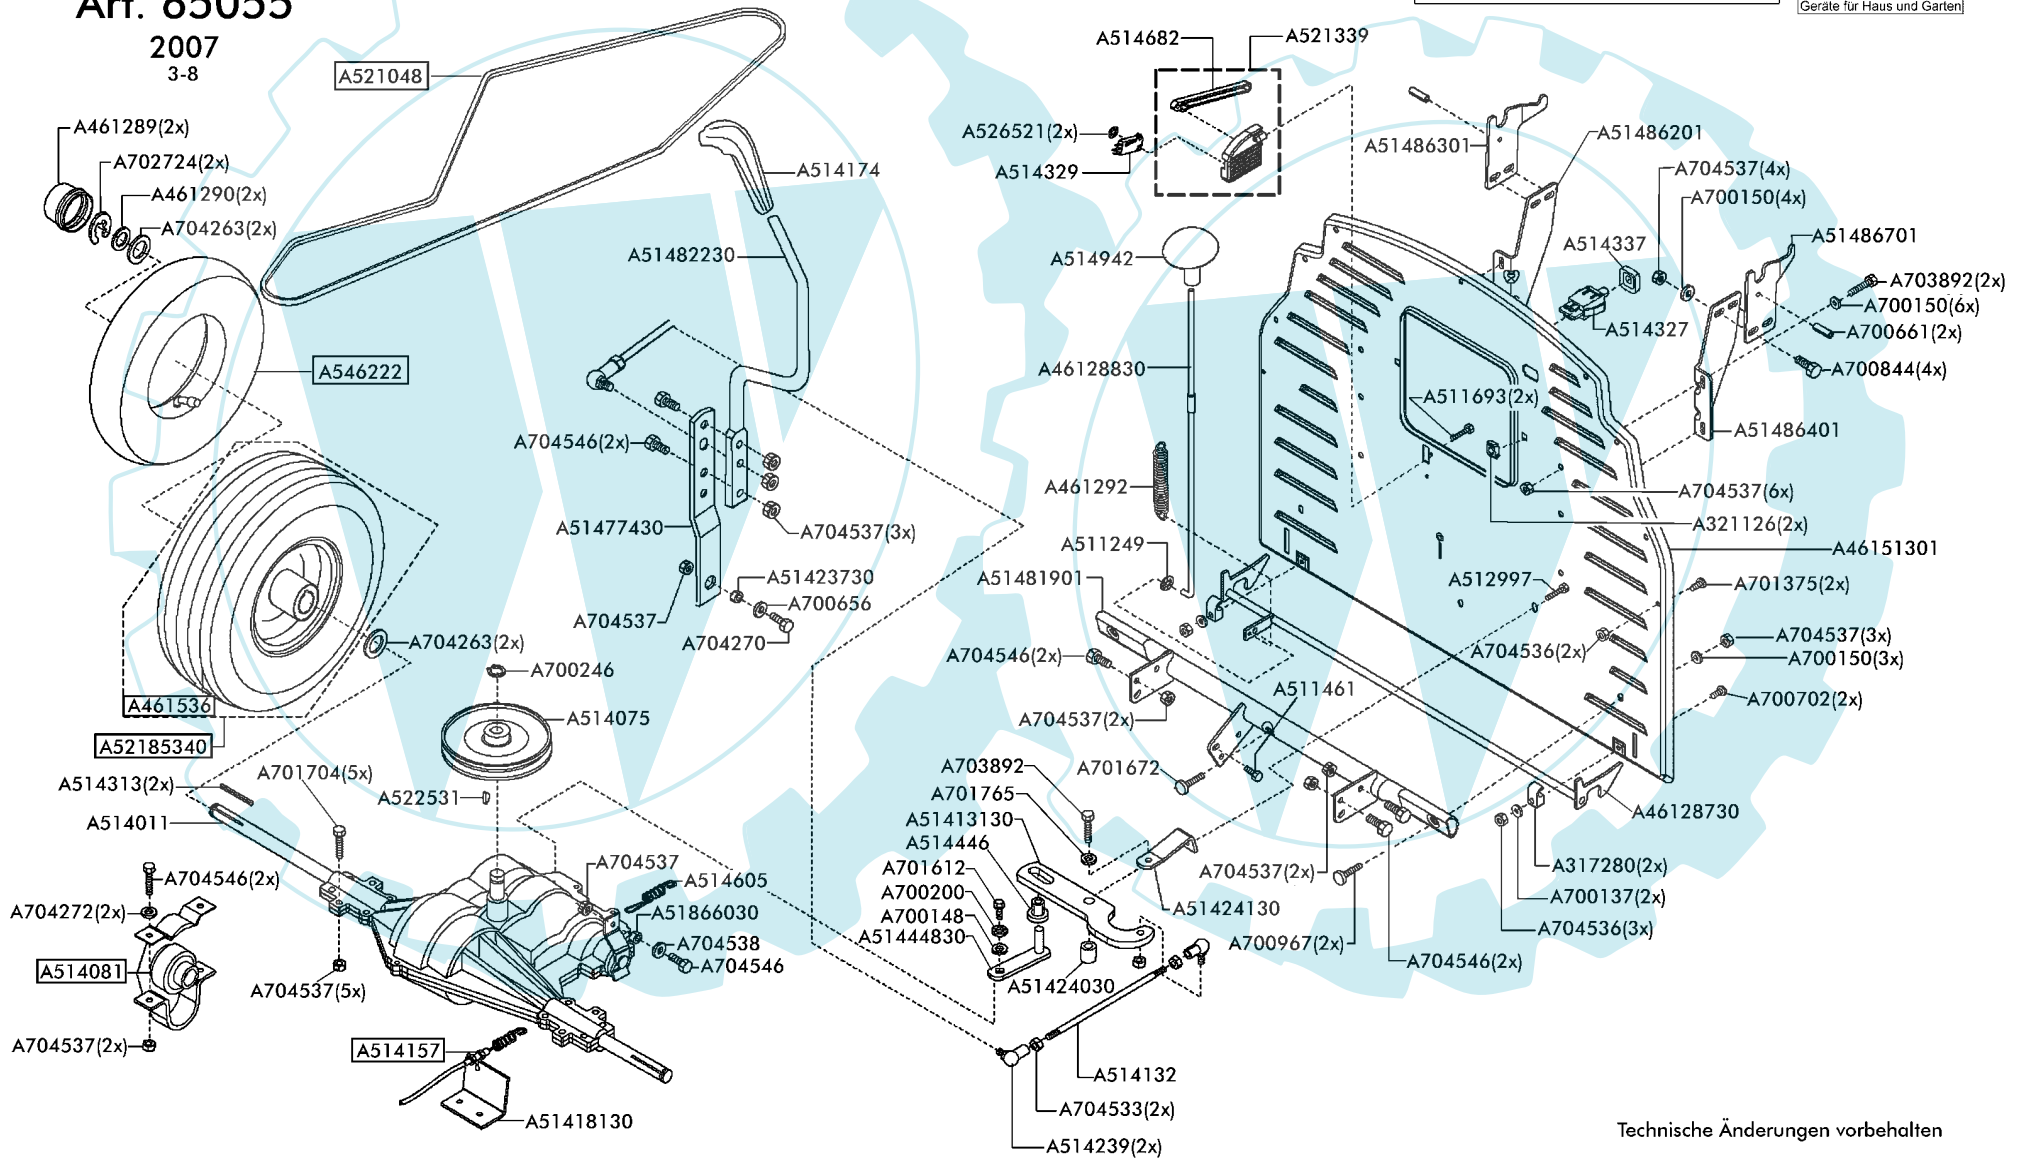 Art. 65055
2007
3-8
Geräte für Haus und Garten
A521048
A461289(2x)
A702724(2x)
A461290(2x)
A704263(2x)
A546222
A514174
A51482230
A704546(2x)
A51477430
A704537(3x)
A51423730
A700656
A704537
A704270
A704263(2x)
A461536
A52185340
A700246
A514075
A522531
A701704(5x)
A514313(2x)
A514011
A704546(2x)
A704272(2x)
A514081
A704537(2x)
A704537(5x)
A514157
A51418130
A704537
A514605
A51866030
A704538
A704546
A514682
A521339
A526521(2x)
A514329
A514942
A46128830
A461292
A511249
A51481901
A704546(2x)
A704537(2x)
A511461
A701672
A703892
A701765
A51413130
A514446
A701612
A700200
A700148
A51444830
A51424030
A51424130
A514132
A704533(2x)
A514239(2x)
A704537(2x)
A700967(2x)
A704546(2x)
A51486301
A51486201
A704537(4x)
A700150(4x)
A514337
A514327
A51486701
A703892(2x)
A700150(6x)
A700661(2x)
A700844(4x)
A51486401
A511693(2x)
A704537(6x)
A321126(2x)
A46151301
A512997
A701375(2x)
A704536(2x)
A704537(3x)
A700150(3x)
A700702(2x)
A46128730
A317280(2x)
A700137(2x)
A704536(3x)
Technische Änderungen vorbehalten